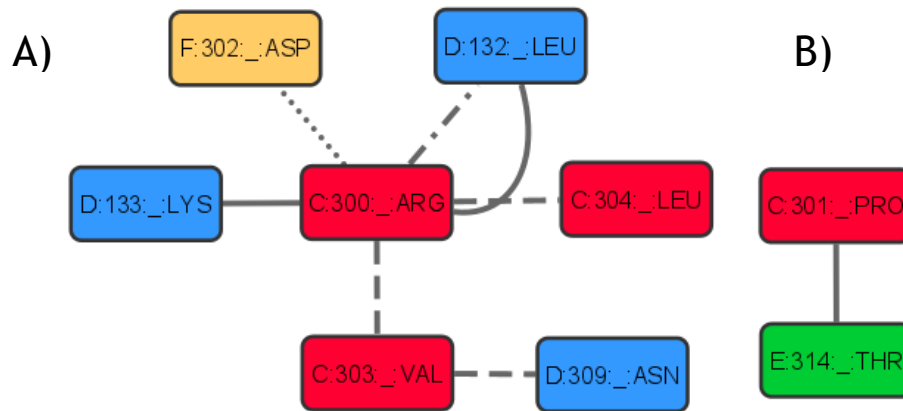 A)
F:302:_:ASP
D:132:_:LEU
B)
D:133:_:LYS
C:300:_:ARG
C:304:_:LEU
C:301:_:PRO
C:303:_:VAL
D:309:_:ASN
E:314:_:THR